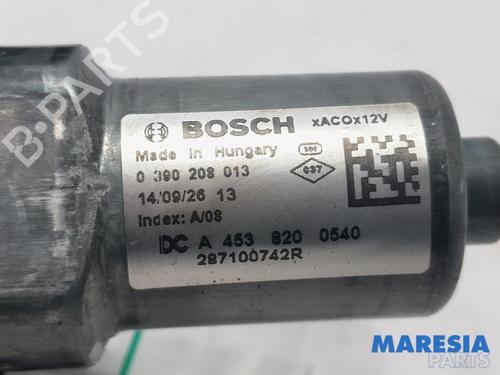 BOSCH xACOx12V
Made in Hungary
0 390 208 013
14/09/26 13
Index: A/08
037
DC A 453 820 0540
287100742R
B-PARTS
MARESIA
PARTS